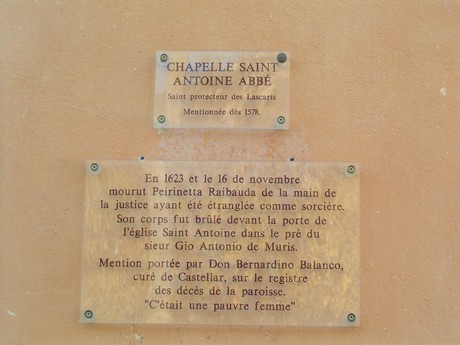 CHAPELLE SAINT
ANTOINE ABBÉ
Saint protecteur des Lascaris
Mentionnée dès 1578.
En 1623 et le 16 de novembre
mourut Peirinetta Raibauda de la main de
la justice ayant été étranglée comme sorcière.
Son corps fut brûlé devant la porte de
l'église Saint Antoine dans le pré du
sieur Gio Antonio de Muris.
Mention portée par Don Bernardino Balanco,
curé de Castellar, sur le registre
des décès de la paroisse.
"C'était une pauvre femme"